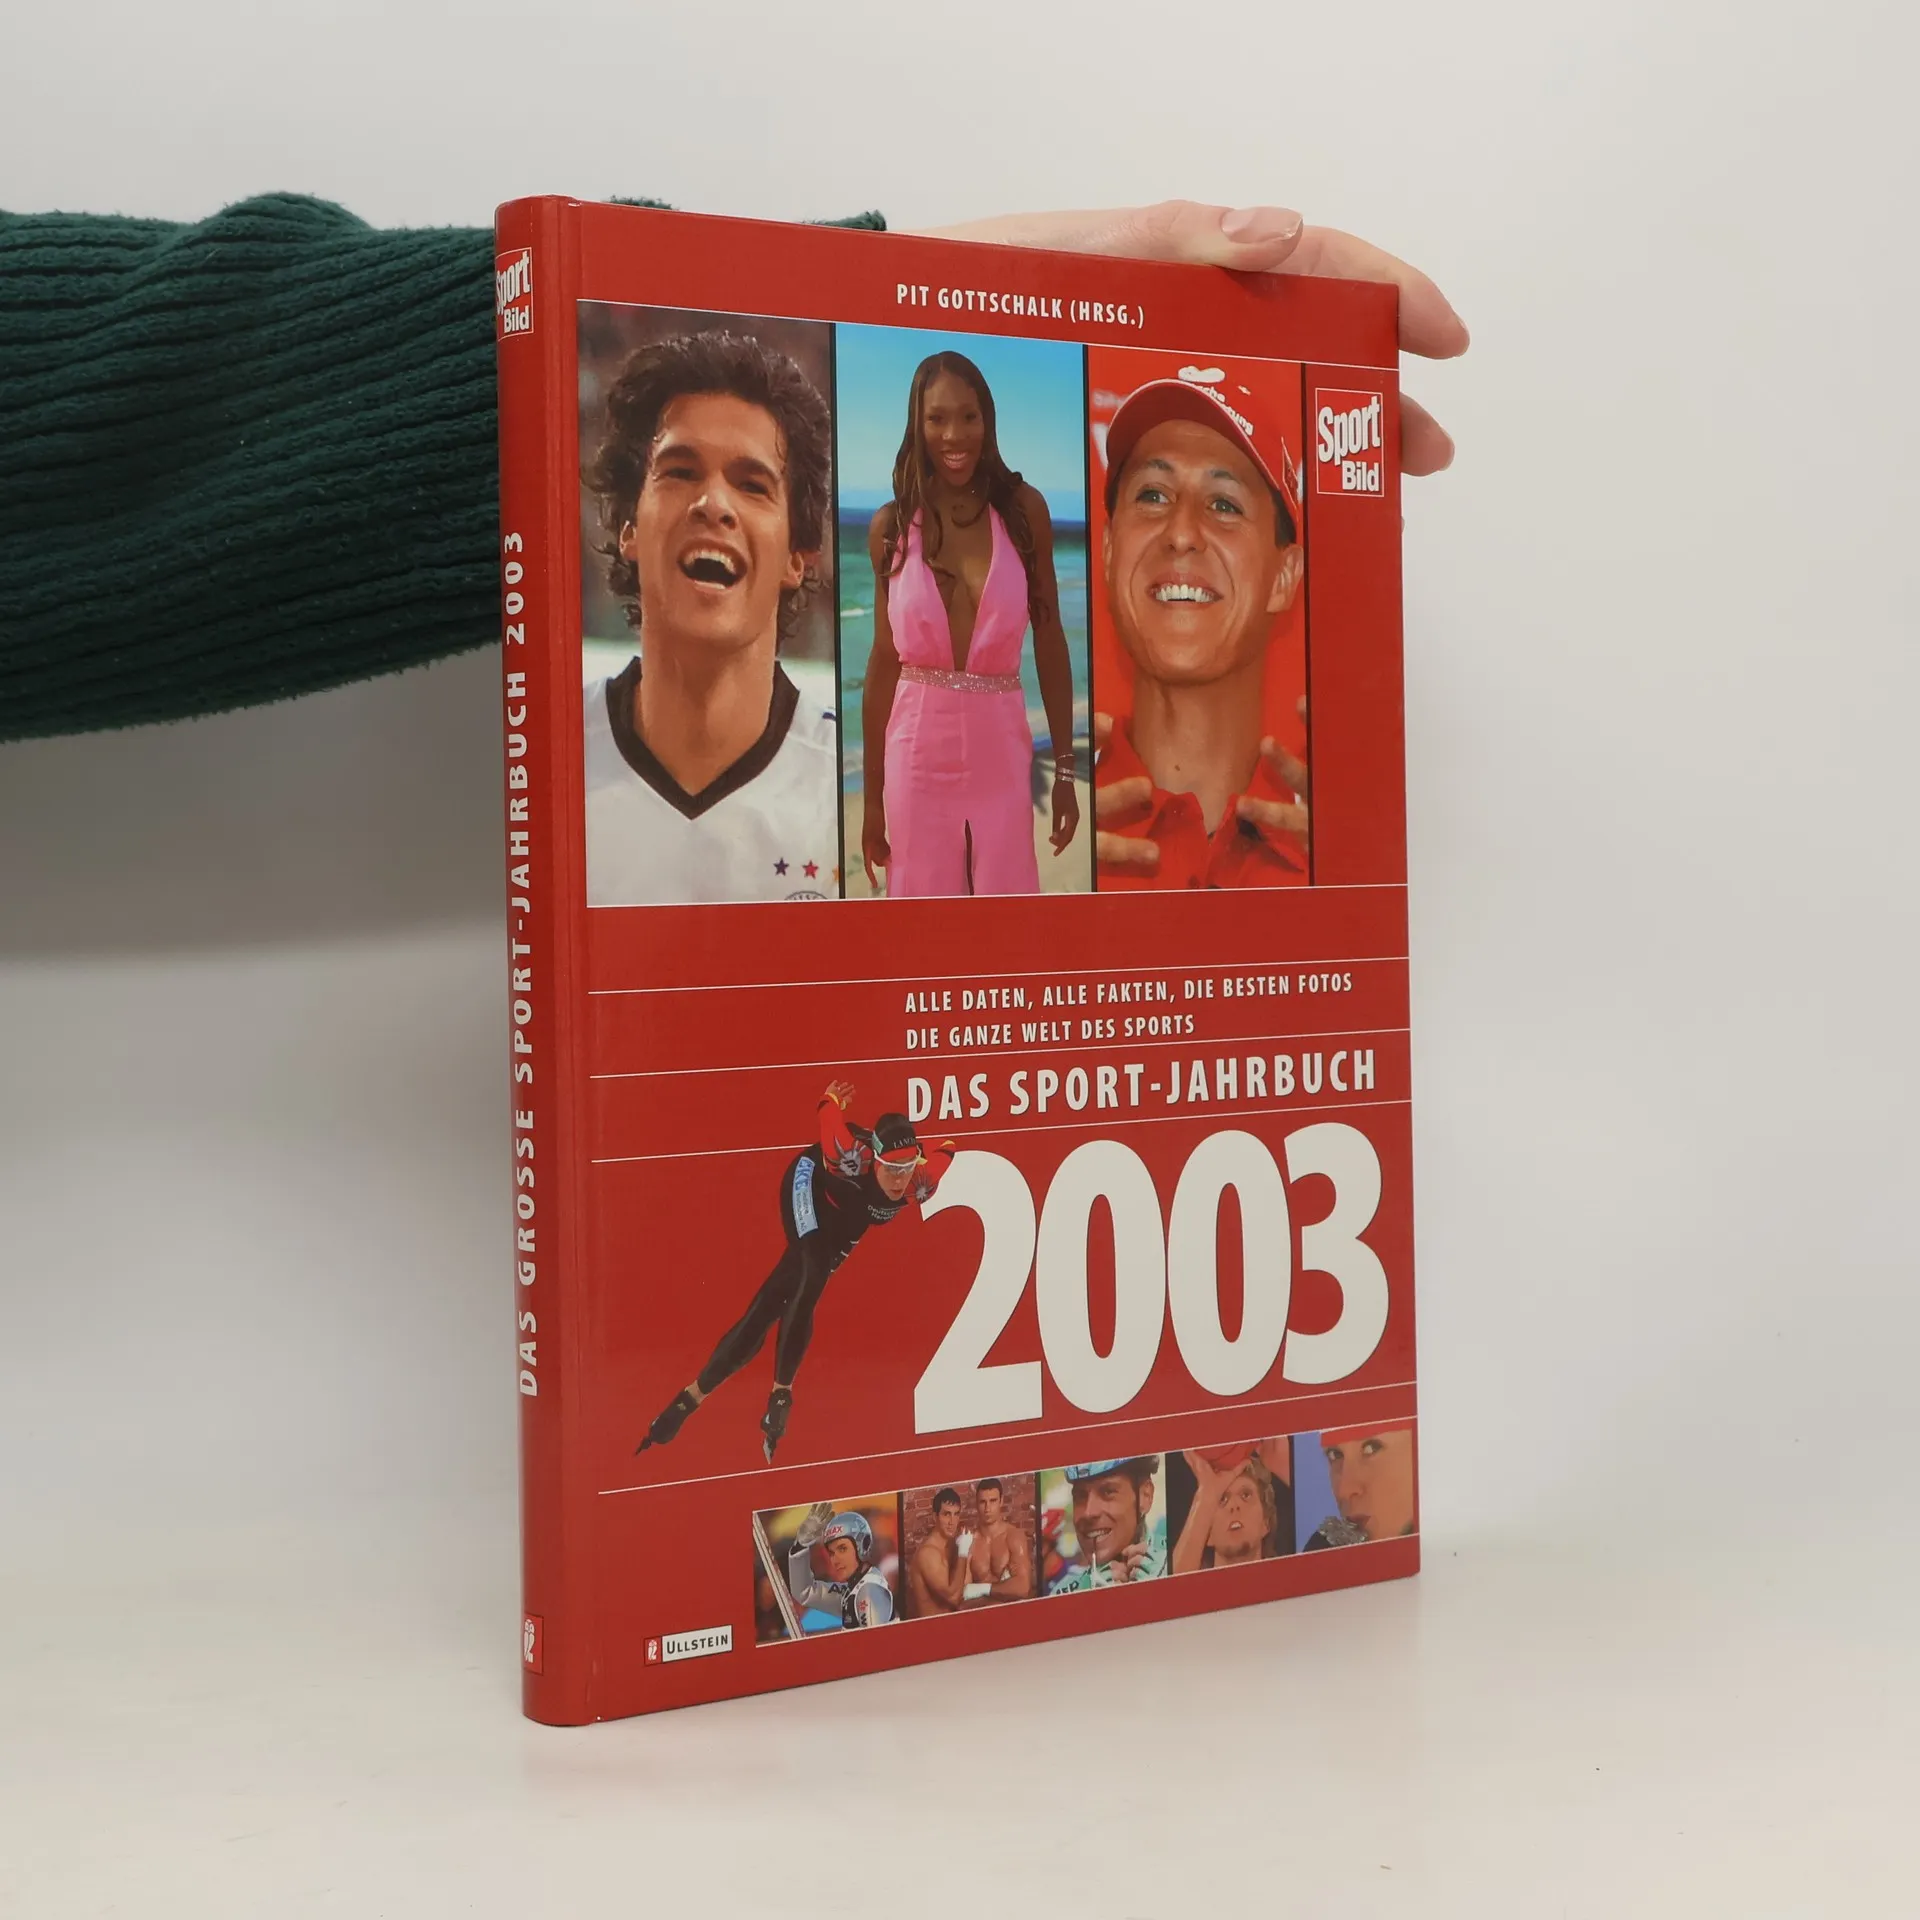 Sport
Bild
DAS GROSSE SPORT-JAHRBUCH 2003
PIT GOTTSCHALK (HRSG.)
Sport
Bild
ALLE DATEN, ALLE FAKTEN, DIE BESTEN FOTOS
DIE GANZE WELT DES SPORTS
DAS SPORT-JAHRBUCH
2003
ULLSTEIN